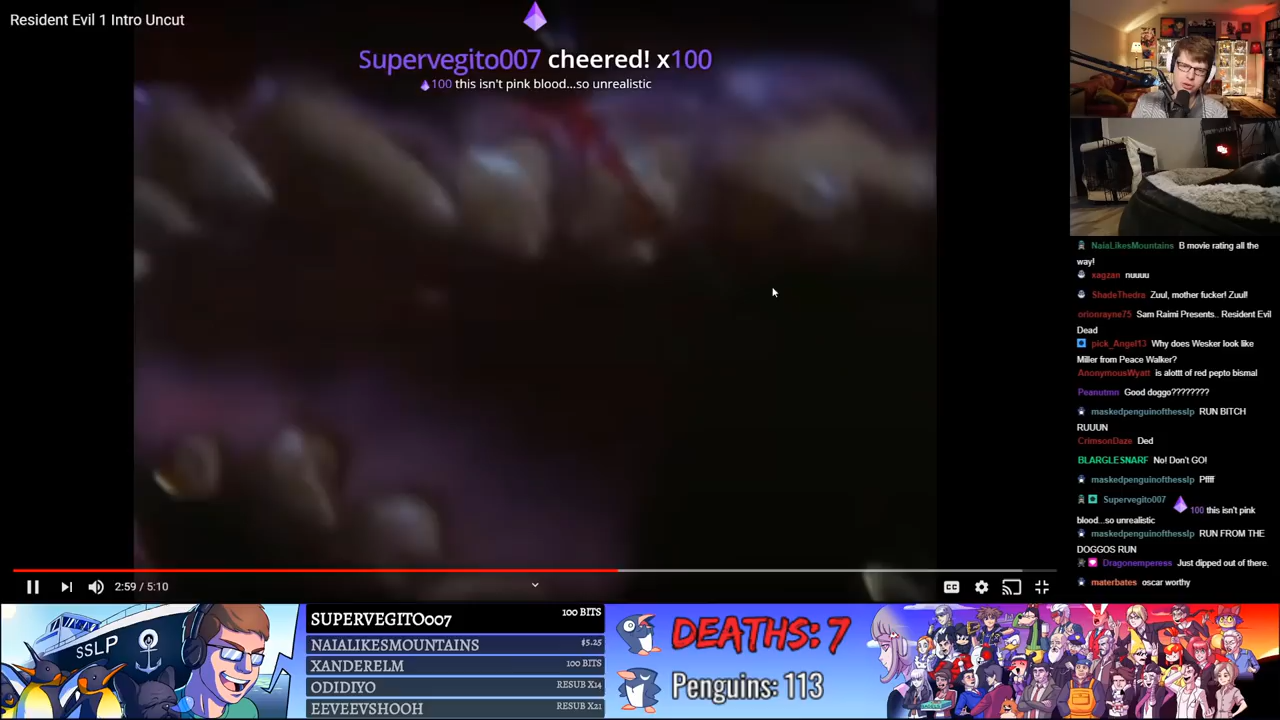 Resident Evil 1 Intro Uncut
Supervegito007 cheered! x100
100 this isn't pink blood...so unrealistic
NaiaLikesMountains B movie rating all the
way!
xagzan nuuuu
ShadeThedra Zuul, mother fucker! Zuul!
orionrayne75 Sam Raimi Presents.. Resident Evil
Dead
pick_Angel13 Why does Wesker look like
Miller from Peace Walker?
AnonymousWyatt is alottt of red pepto bismal
Peanutmn Good doggo????????
maskedpenguinofthesslp RUN BITCH
RUUUN
CrimsonDaze Ded
BLARGLESNARF No! Don't GO!
maskedpenguinofthesslp Pffff
Supervegito007 100 this isn't pink
blood...so unrealistic
maskedpenguinofthesslp RUN FROM THE
DOGGOS RUN
Dragonemperess Just dipped out of there.
materbates oscar worthy
2:59 / 5:10
CC
SSLP
SUPERVEGITO007 100 BITS
NAIALIKESMOUNTAINS $5.25
XANDERELM 100 BITS
ODIDIYO RESUB X14
EEVEEVSHOOH RESUB X21
DEATHS: 7
Penguins: 113